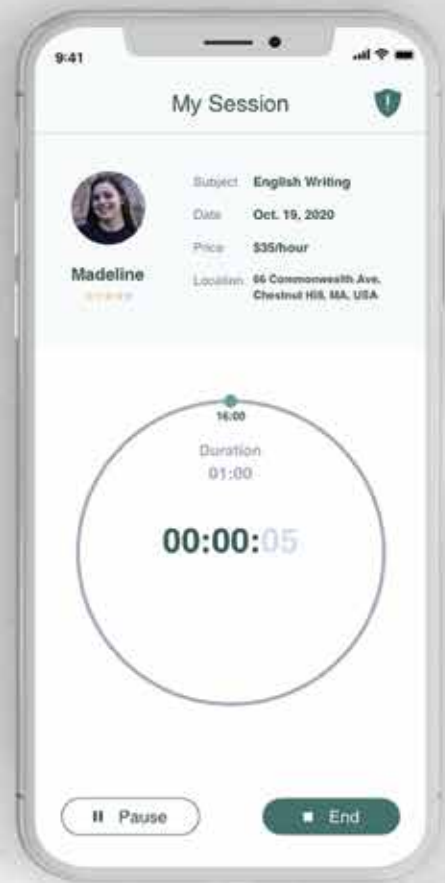 9:41
My Session
Subject English Writing
Date Oct. 19, 2020
Price $35/hour
Location 66 Commonwealth Ave,
Chestnut Hill, MA, USA
Madeline
16:00
Duration
01:00
00:00:05
Pause
End